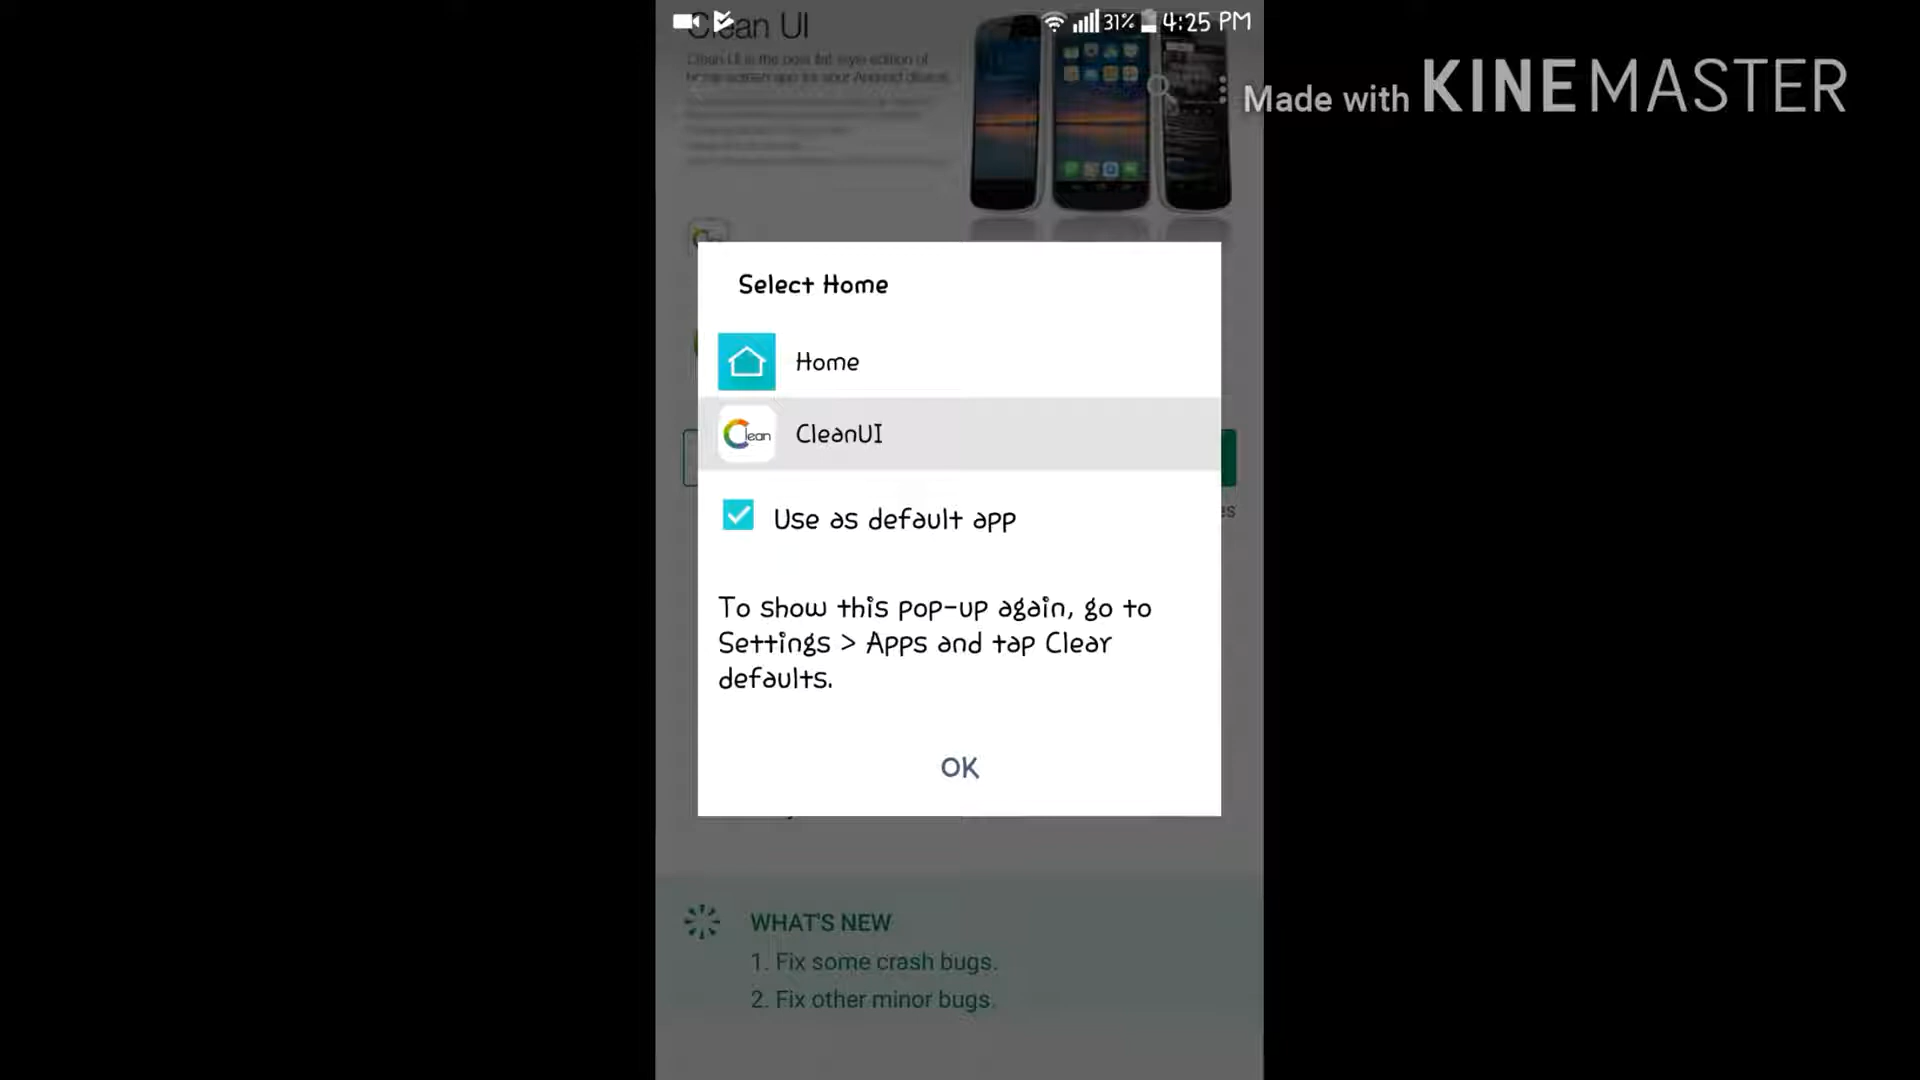 31% 4:25 PM
Clean UI
Made with KINEMASTER
Select Home
Home
Clean CleanUI
Use as default app
To show this pop-up again, go to
Settings > Apps and tap Clear
defaults.
OK
WHAT'S NEW
1. Fix some crash bugs.
2. Fix other minor bugs.